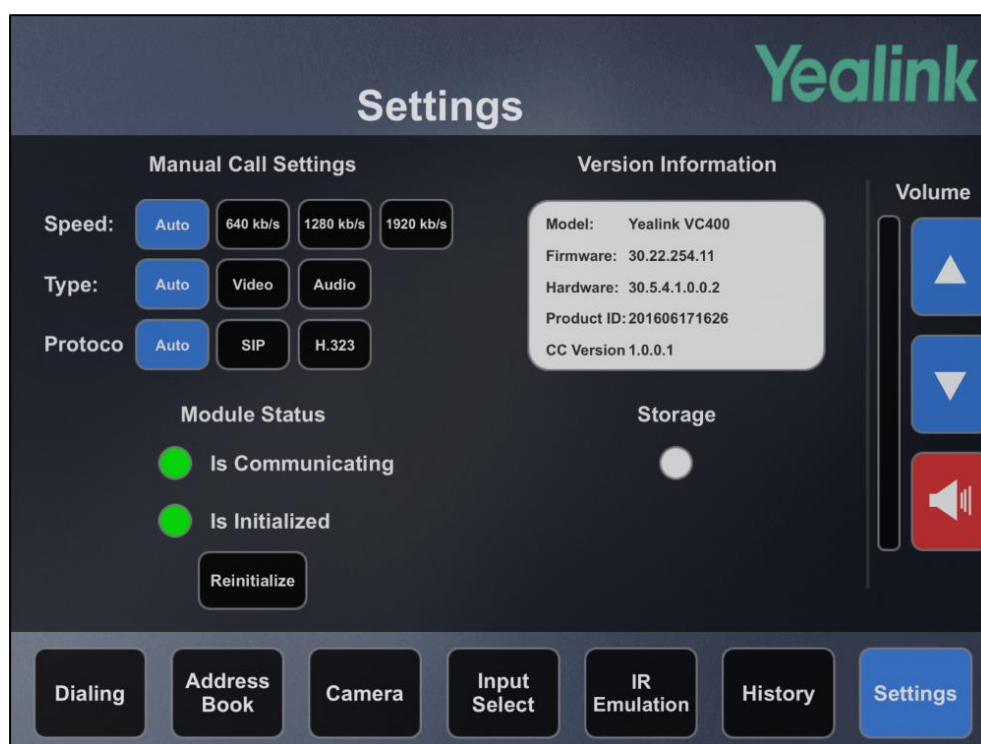 Yealink
Settings
Manual Call Settings
Speed: Auto 640 kb/s 1280 kb/s 1920 kb/s
Type: Auto Video Audio
Protoco Auto SIP H.323
Version Information
Model: Yealink VC400
Firmware: 30.22.254.11
Hardware: 30.5.4.1.0.0.2
Product ID: 201606171626
CC Version 1.0.0.1
Volume
Module Status
Is Communicating
Is Initialized
Reinitialize
Storage
Dialing
Address
Book
Camera
Input
Select
IR
Emulation
History
Settings